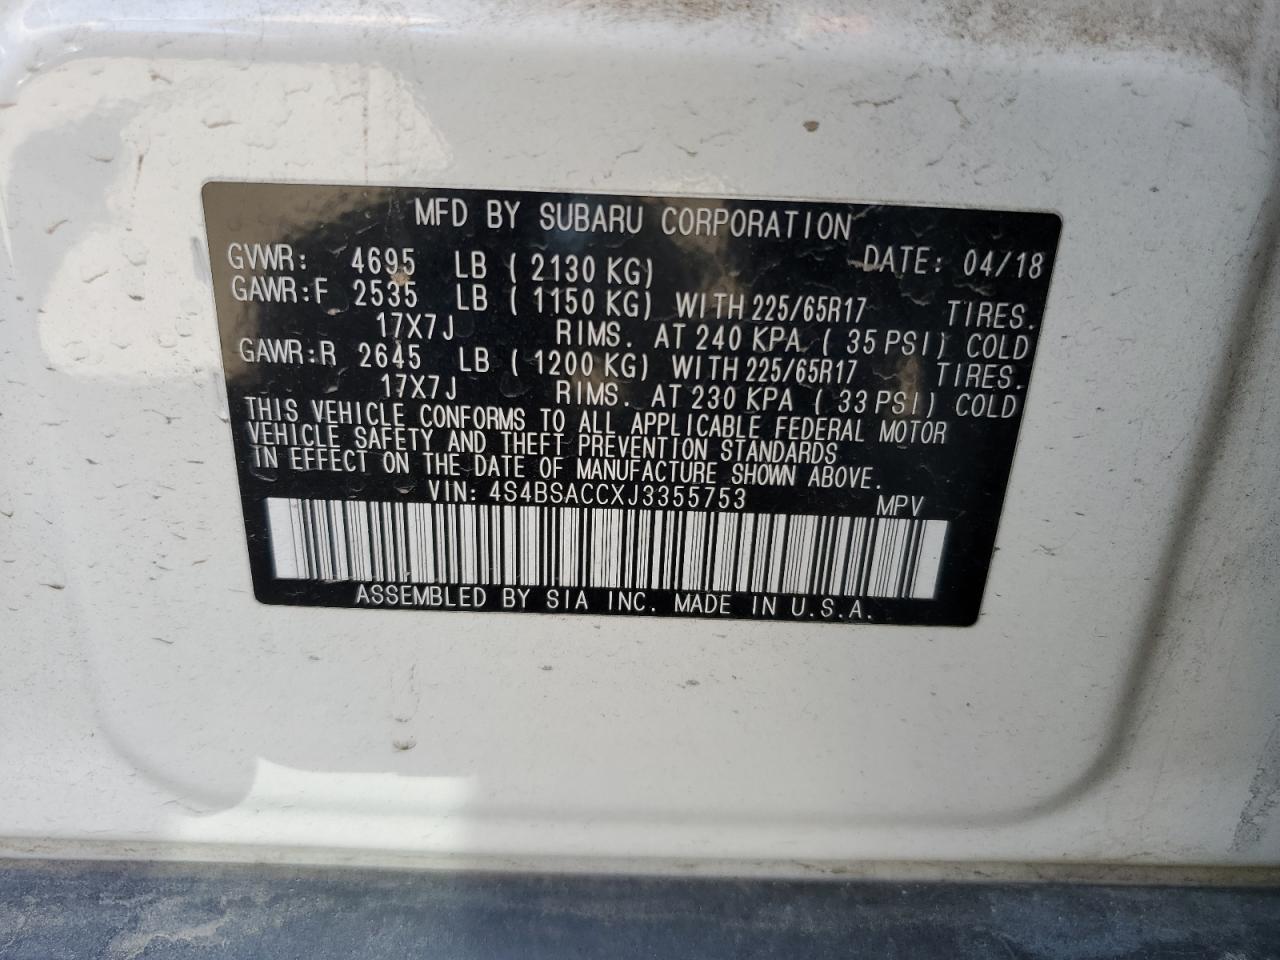 MFD BY SUBARU CORPORATION
GVWR: 4695 LB ( 2130 KG) DATE: 04/18
GAWR:F 2535 LB ( 1150 KG) WITH 225/65R17 TIRES.
17X7J RIMS. AT 240 KPA ( 35 PSI) COLD
GAWR:R 2645 LB ( 1200 KG) WITH 225/65R17 TIRES.
17X7J RIMS. AT 230 KPA ( 33 PSI) COLD
THIS VEHICLE CONFORMS TO ALL APPLICABLE FEDERAL MOTOR
VEHICLE SAFETY AND THEFT PREVENTION STANDARDS
IN EFFECT ON THE DATE OF MANUFACTURE SHOWN ABOVE.
VIN: 4S4BSACCXJ3355753 MPV
ASSEMBLED BY SIA INC. MADE IN U.S.A.